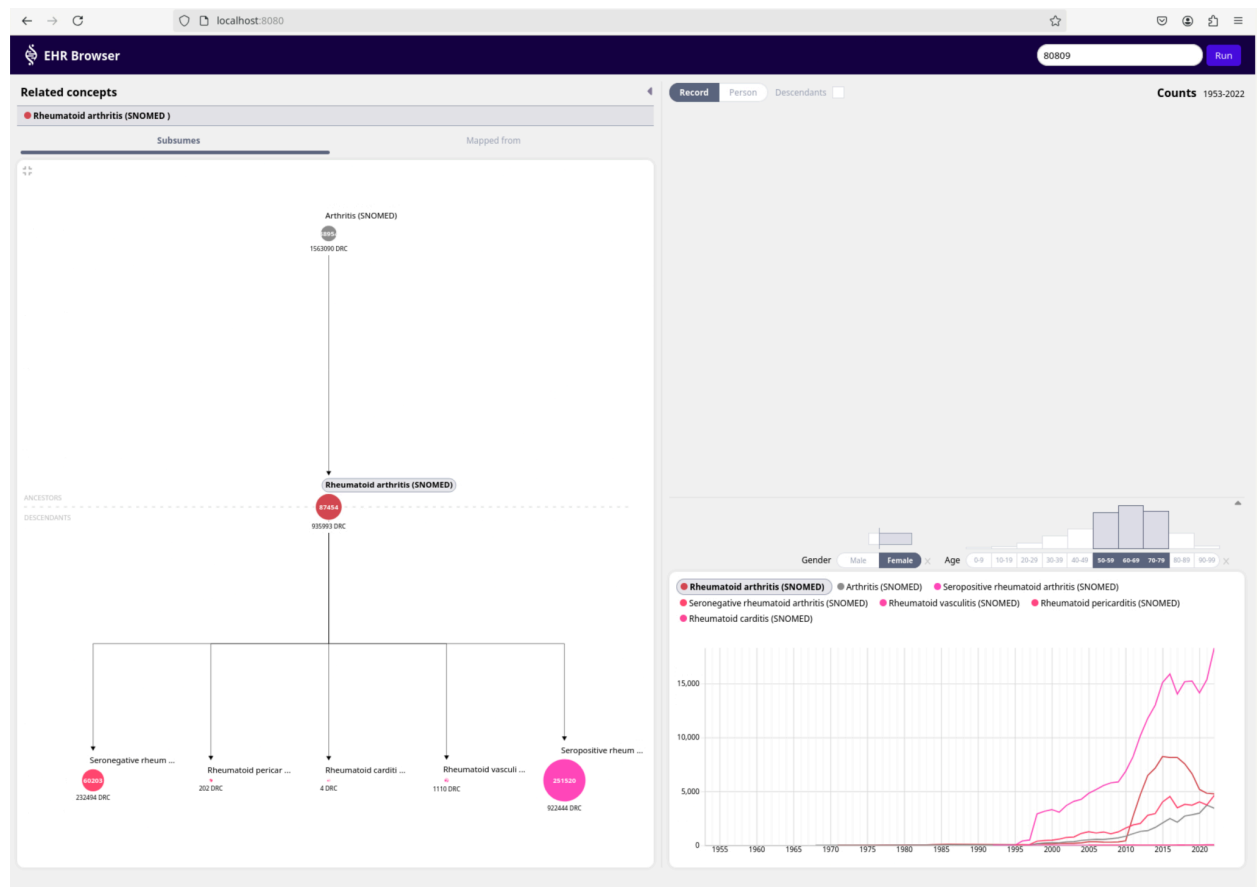 localhost:8080
EHR Browser
80809
Run
Related concepts
Rheumatoid arthritis (SNOMED )
Subsumes
Mapped from
Arthritis (SNOMED)
1563090 DRC
Rheumatoid arthritis (SNOMED)
ANCESTORS
87454
DESCENDANTS
935993 DRC
Seronegative rheum ...
Rheumatoid pericar ...
Rheumatoid carditi ...
Rheumatoid vasculi ...
Seropositive rheum ...
60203
251520
232494 DRC
202 DRC
4 DRC
1110 DRC
922444 DRC
Record
Person
Descendants
Counts 1953-2022
Gender Male Female × Age 0-9 10-19 20-29 30-39 40-49 50-59 60-69 70-79 80-89 90-99 ×
Rheumatoid arthritis (SNOMED) Arthritis (SNOMED) Seropositive rheumatoid arthritis (SNOMED)
Seronegative rheumatoid arthritis (SNOMED) Rheumatoid vasculitis (SNOMED) Rheumatoid pericarditis (SNOMED)
Rheumatoid carditis (SNOMED)
15,000
10,000
5,000
0
1955 1960 1965 1970 1975 1980 1985 1990 1995 2000 2005 2010 2015 2020